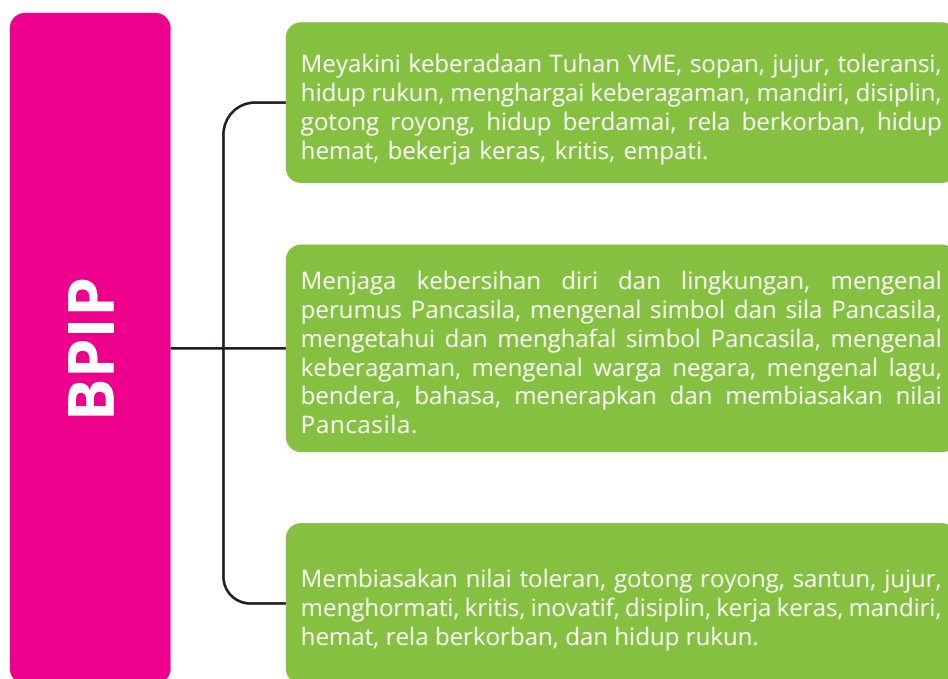 BPIP
Meyakini keberadaan Tuhan YME, sopan, jujur, toleransi,
hidup rukun, menghargai keberagaman, mandiri, disiplin,
gotong royong, hidup berdamai, rela berkorban, hidup
hemat, bekerja keras, kritis, empati.
Menjaga kebersihan diri dan lingkungan, mengenal
perumus Pancasila, mengenal simbol dan sila Pancasila,
mengetahui dan menghafal simbol Pancasila, mengenal
keberagaman, mengenal warga negara, mengenal lagu,
bendera, bahasa, menerapkan dan membiasakan nilai
Pancasila.
Membiasakan nilai toleran, gotong royong, santun, jujur,
menghormati, kritis, inovatif, disiplin, kerja keras, mandiri,
hemat, rela berkorban, dan hidup rukun.